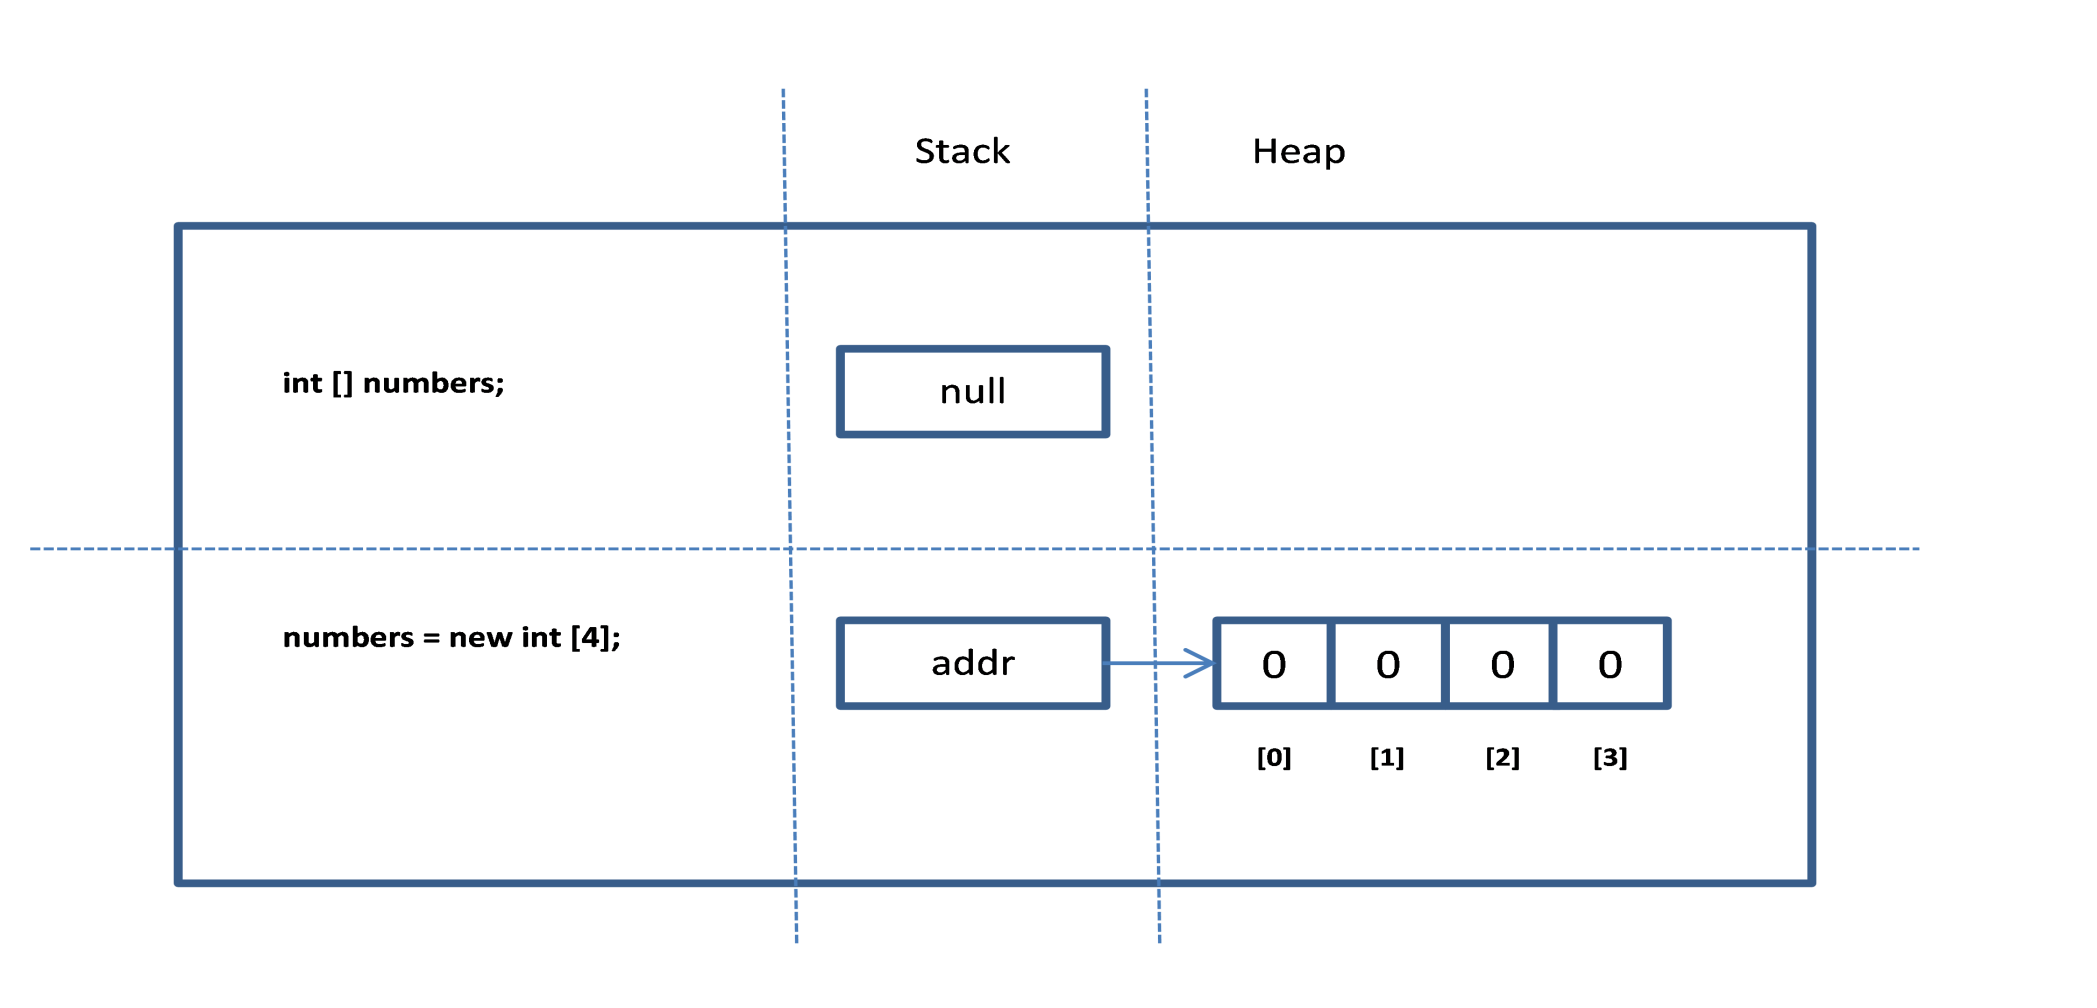 Stack
Heap
int [] numbers;
null
numbers = new int [4];
addr
0 0 0 0
[0] [1] [2] [3]